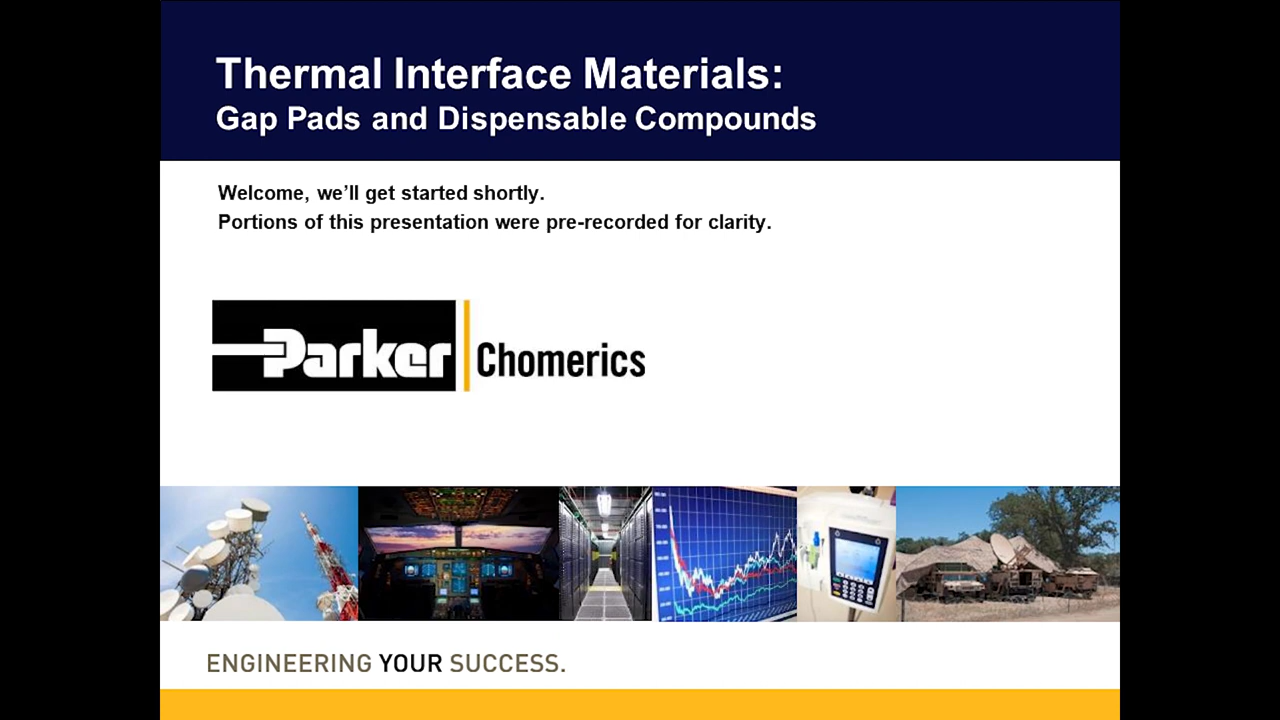 Thermal Interface Materials:
Gap Pads and Dispensable Compounds
Welcome, we’ll get started shortly.
Portions of this presentation were pre-recorded for clarity.
Parker Chomerics
ENGINEERING YOUR SUCCESS.